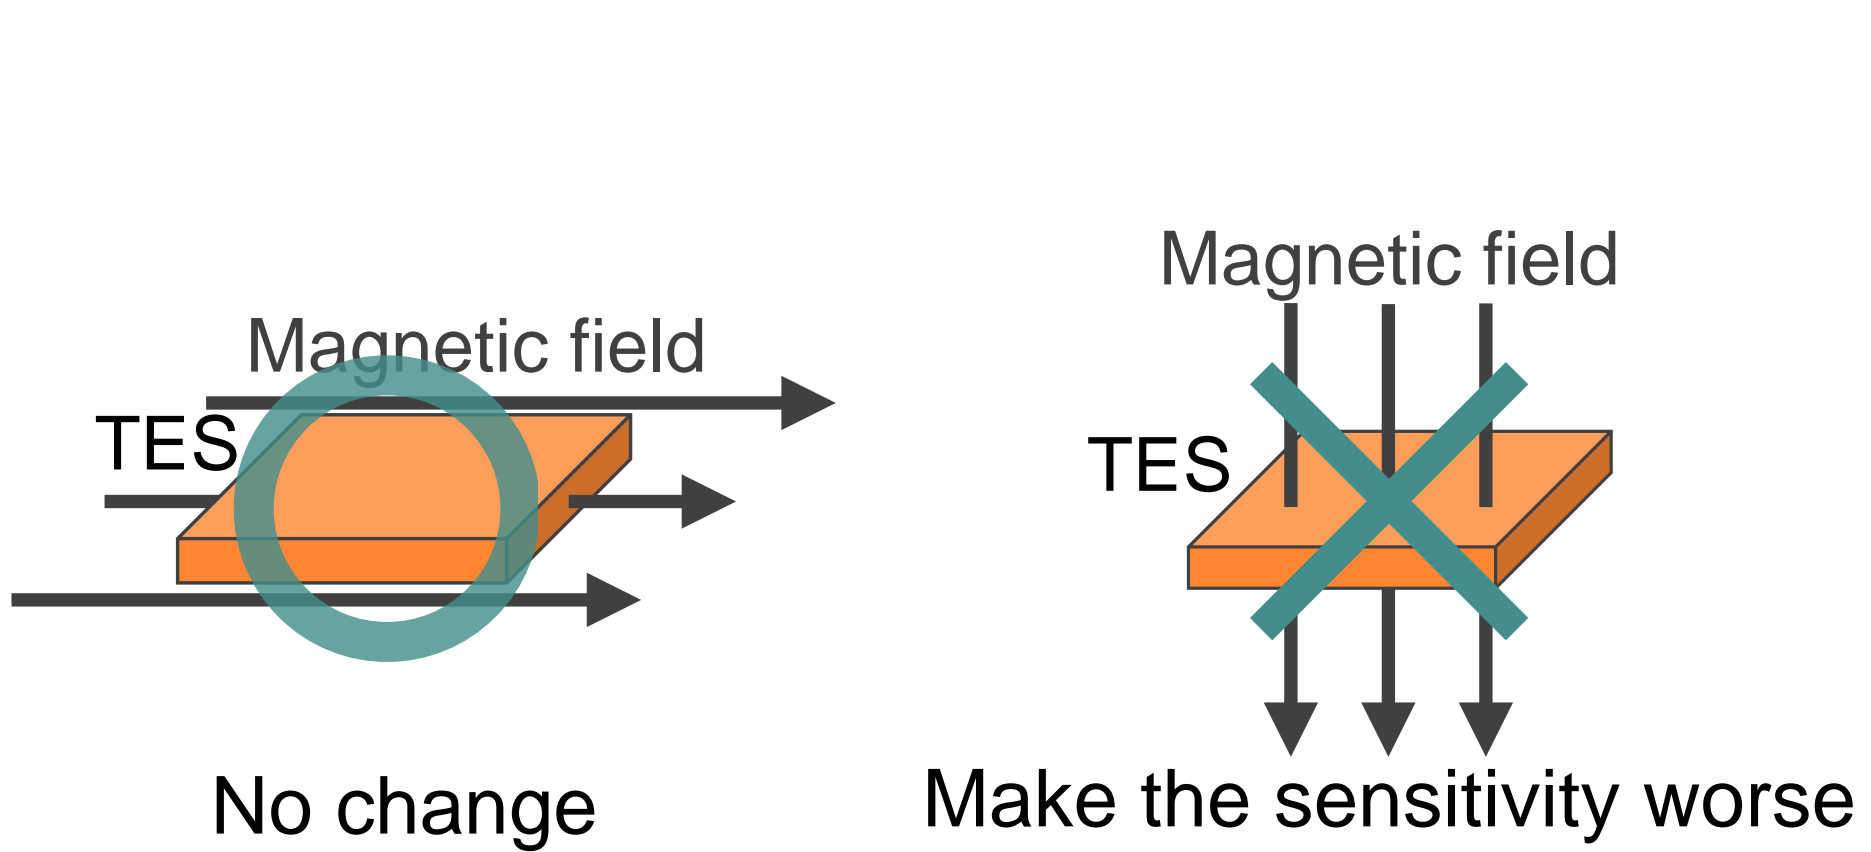 Magnetic field
TES
No change
Magnetic field
TES
Make the sensitivity worse